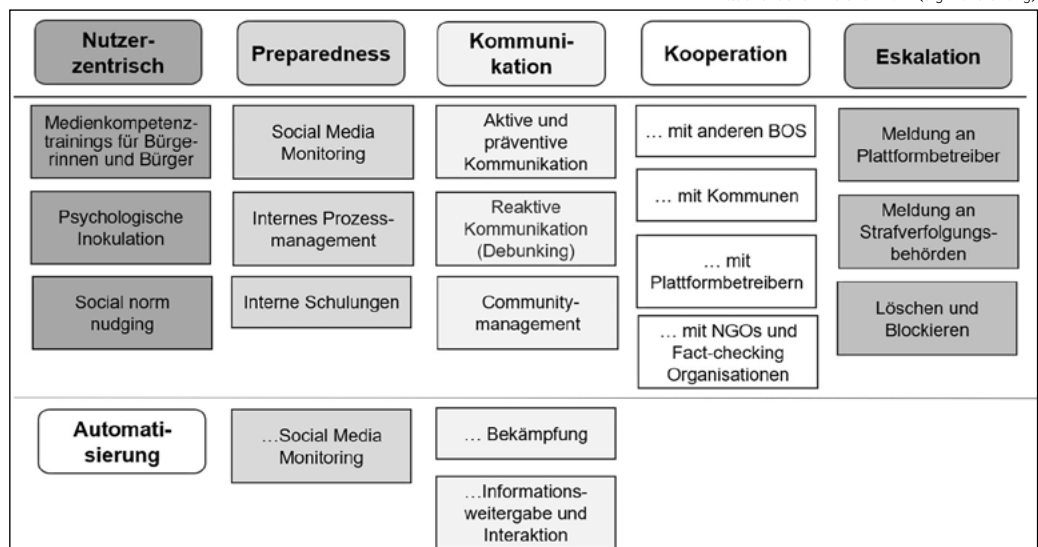 Nutzer-
zentrisch
Preparedness
Kommuni-
kation
Kooperation
Eskalation
Medienkompetenz-
trainings für Bürge-
rinnen und Bürger
Social Media
Monitoring
Aktive und
präventive
Kommunikation
… mit anderen BOS
Meldung an
Plattformbetreiber
Psychologische
Inokulation
Internes Prozess-
management
Reaktive
Kommunikation
(Debunking)
… mit Kommunen
Meldung an
Strafverfolgungs-
behörden
Social norm
nudging
Interne Schulungen
Community-
management
… mit
Plattformbetreibern
Löschen und
Blockieren
… mit NGOs und
Fact-checking
Organisationen
Automati-
sierung
…Social Media
Monitoring
… Bekämpfung
…Informations-
weitergabe und
Interaktion